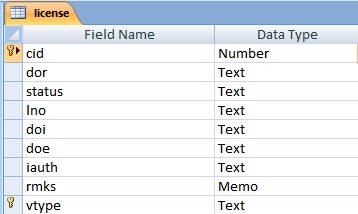 license
Field Name Data Type
cid Number
dor Text
status Text
lno Text
doi Text
doe Text
iauth Text
rmks Memo
vtype Text